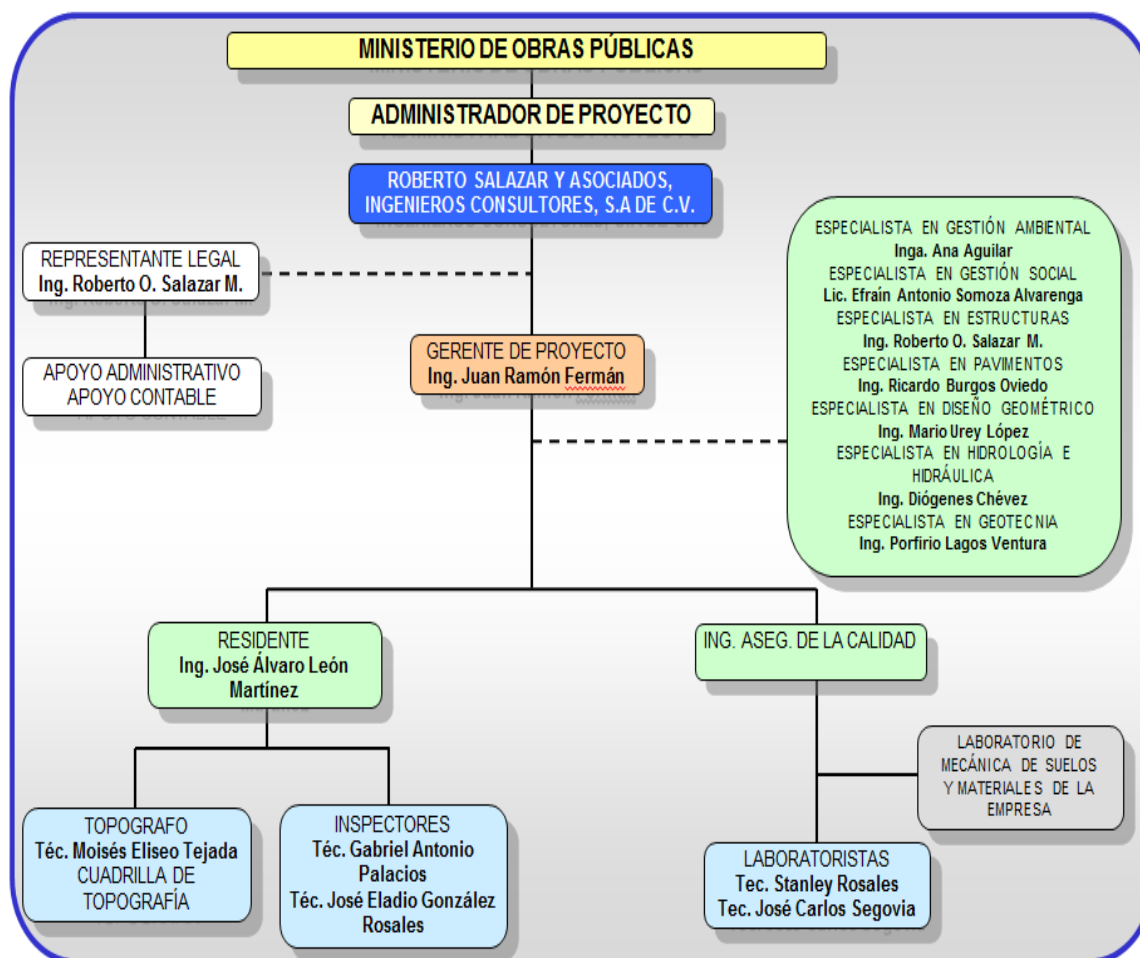 MINISTERIO DE OBRAS PÚBLICAS
ADMINISTRADOR DE PROYECTO
ROBERTO SALAZAR Y ASOCIADOS,
INGENIEROS CONSULTORES, S.A DE C.V.
REPRESENTANTE LEGAL
Ing. Roberto O. Salazar M.
APOYO ADMINISTRATIVO
APOYO CONTABLE
GERENTE DE PROYECTO
Ing. Juan Ramón Fermán
ESPECIALISTA EN GESTIÓN AMBIENTAL
Inga. Ana Aguilar
ESPECIALISTA EN GESTIÓN SOCIAL
Lic. Efraín Antonio Somoza Alvarenga
ESPECIALISTA EN ESTRUCTURAS
Ing. Roberto O. Salazar M.
ESPECIALISTA EN PAVIMENTOS
Ing. Ricardo Burgos Oviedo
ESPECIALISTA EN DISEÑO GEOMÉTRICO
Ing. Mario Urey López
ESPECIALISTA EN HIDROLOGÍA E
HIDRÁULICA
Ing. Diógenes Chévez
ESPECIALISTA EN GEOTECNIA
Ing. Porfirio Lagos Ventura
RESIDENTE
Ing. José Álvaro León
Martínez
ING. ASEG. DE LA CALIDAD
LABORATORIO DE
MECÁNICA DE SUELOS
Y MATERIALES DE LA
EMPRESA
TOPOGRAFO
Téc. Moisés Eliseo Tejada
CUADRILLA DE
TOPOGRAFÍA
INSPECTORES
Téc. Gabriel Antonio
Palacios
Téc. José Eladio González
Rosales
LABORATORISTAS
Tec. Stanley Rosales
Tec. José Carlos Segovia